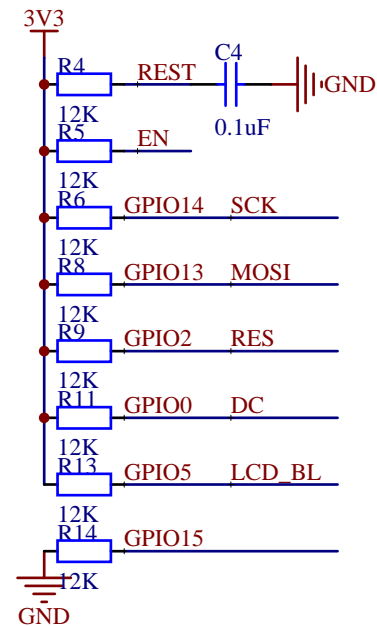 3V3
R4 REST C4
GND
12K 0.1uF
R5 EN
12K
R6 GPIO14 SCK
12K
R8 GPIO13 MOSI
12K
R9 GPIO2 RES
12K
R11 GPIO0 DC
12K
R13 GPIO5 LCD_BL
12K
R14 GPIO15
12K
GND